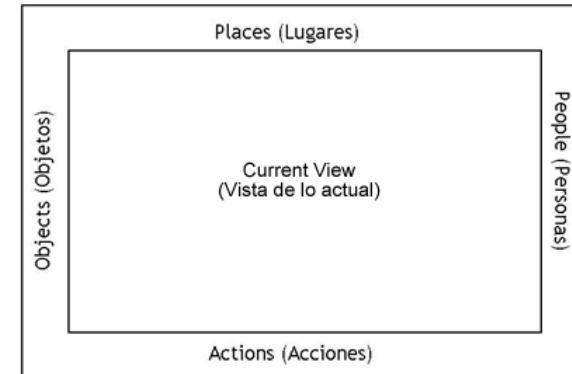 Places (Lugares)
Objects (Objetos)
Current View
(Vista de lo actual)
People (Personas)
Actions (Acciones)